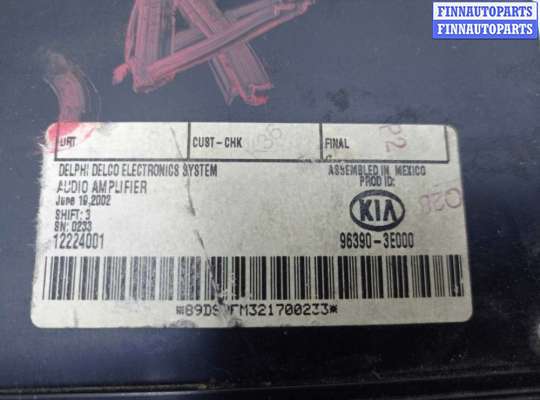 FINNAUTOPARTS
FINNAUTOPARTS
CUST-CHK
FINAL
R2
DELPHI DELCO ELECTRONICS SYSTEM
AUDIO AMPLIFIER
June 19,2002
SHIFT: 3
SN: 0233
12224001
ASSEMBLED IN MEXICO
PROD ID:
KIA
96390-3E000